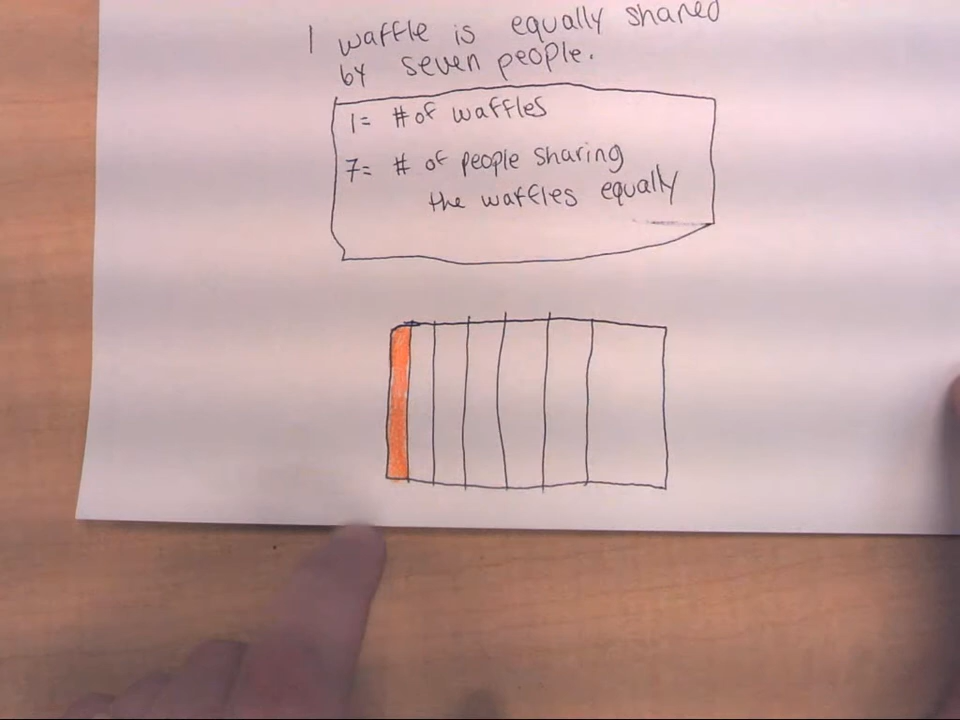 1 waffle is equally shared
by seven people.
1= # of waffles
7= # of people sharing
the waffles equally